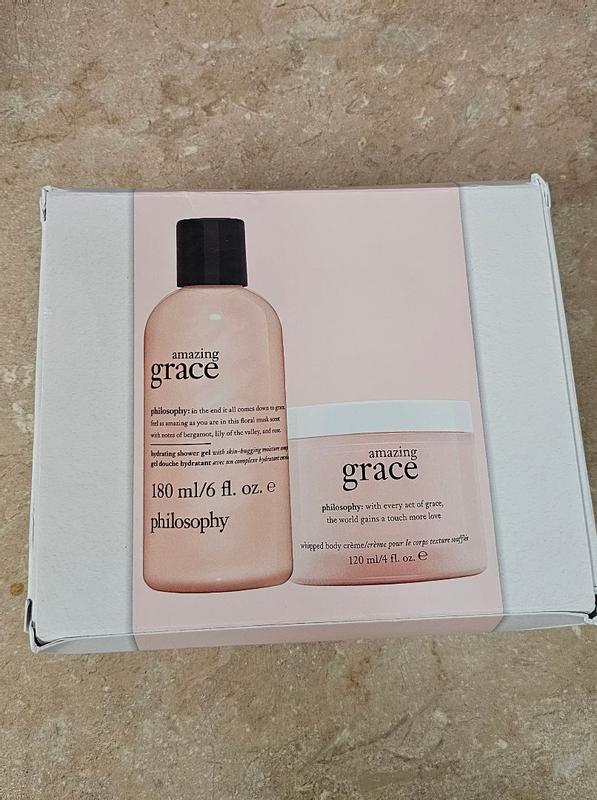 amazing
grace
philosophy: in the end it all comes down to grace.
feel as amazing as you are in this floral musk scent
with notes of bergamot, lily of the valley, and rose.
hydrating shower gel with skin-hugging moisture
gel douche hydratant avec un complexe hydratant
180 ml/6 fl. oz. ℮
philosophy
amazing
grace
philosophy: with every act of grace,
the world gains a touch more love
whipped body crème/crème pour le corps texture soufflée
120 ml/4 fl. oz. ℮